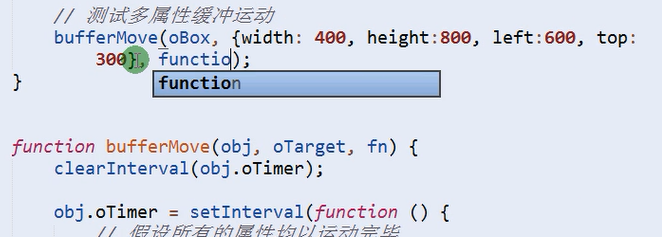 // 测试多属性缓冲运动
bufferMove(oBox, {width: 400, height:800, left:600, top:
300}, functio);
function
}
function bufferMove(obj, oTarget, fn) {
clearInterval(obj.oTimer);
obj.oTimer = setInterval(function () {
// 假设所有的属性均以运动完毕